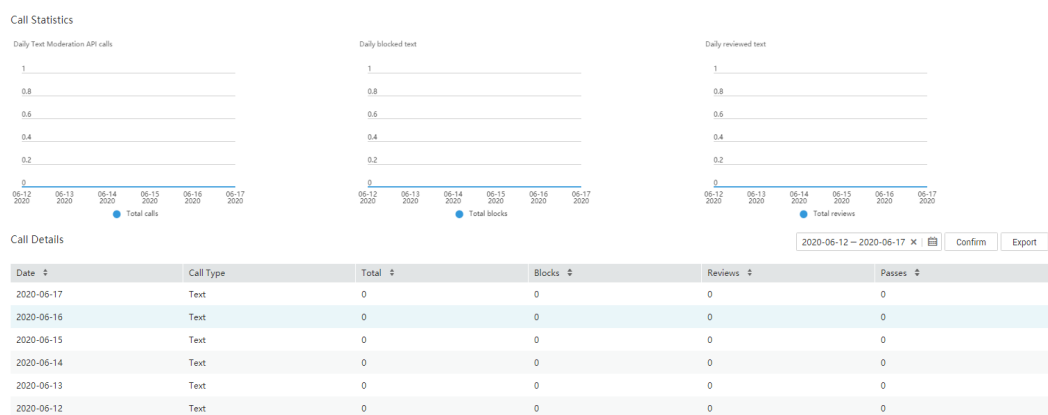 Call Statistics
Daily Text Moderation API calls
1
0.8
0.6
0.4
0.2
0
06-12 06-13 06-14 06-15 06-16 06-17
2020 2020 2020 2020 2020 2020
Total calls
Daily blocked text
1
0.8
0.6
0.4
0.2
0
06-12 06-13 06-14 06-15 06-16 06-17
2020 2020 2020 2020 2020 2020
Total blocks
Daily reviewed text
1
0.8
0.6
0.4
0.2
0
06-12 06-13 06-14 06-15 06-16 06-17
2020 2020 2020 2020 2020 2020
Total reviews
Call Details
2020-06-12 – 2020-06-17 Confirm Export
Date Call Type Total Blocks Reviews Passes
2020-06-17 Text 0 0 0 0
2020-06-16 Text 0 0 0 0
2020-06-15 Text 0 0 0 0
2020-06-14 Text 0 0 0 0
2020-06-13 Text 0 0 0 0
2020-06-12 Text 0 0 0 0